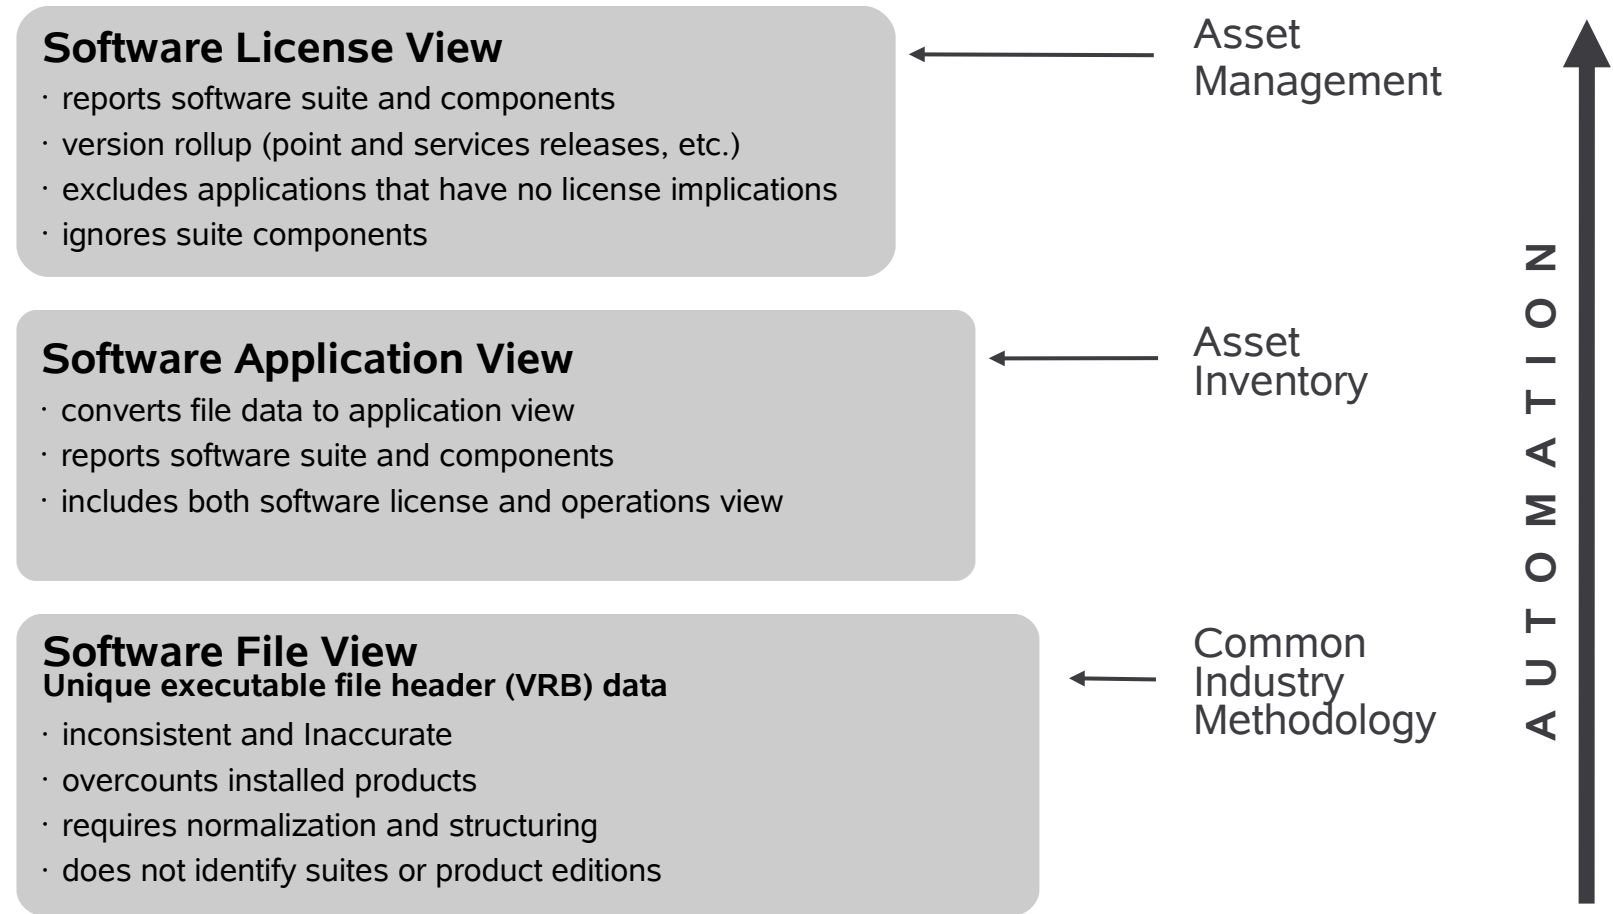 Software License View
· reports software suite and components
· version rollup (point and services releases, etc.)
· excludes applications that have no license implications
· ignores suite components
Asset
Management
Software Application View
· converts file data to application view
· reports software suite and components
· includes both software license and operations view
Asset
Inventory
Software File View
Unique executable file header (VRB) data
· inconsistent and Inaccurate
· overcounts installed products
· requires normalization and structuring
· does not identify suites or product editions
Common
Industry
Methodology
AUTOMATION